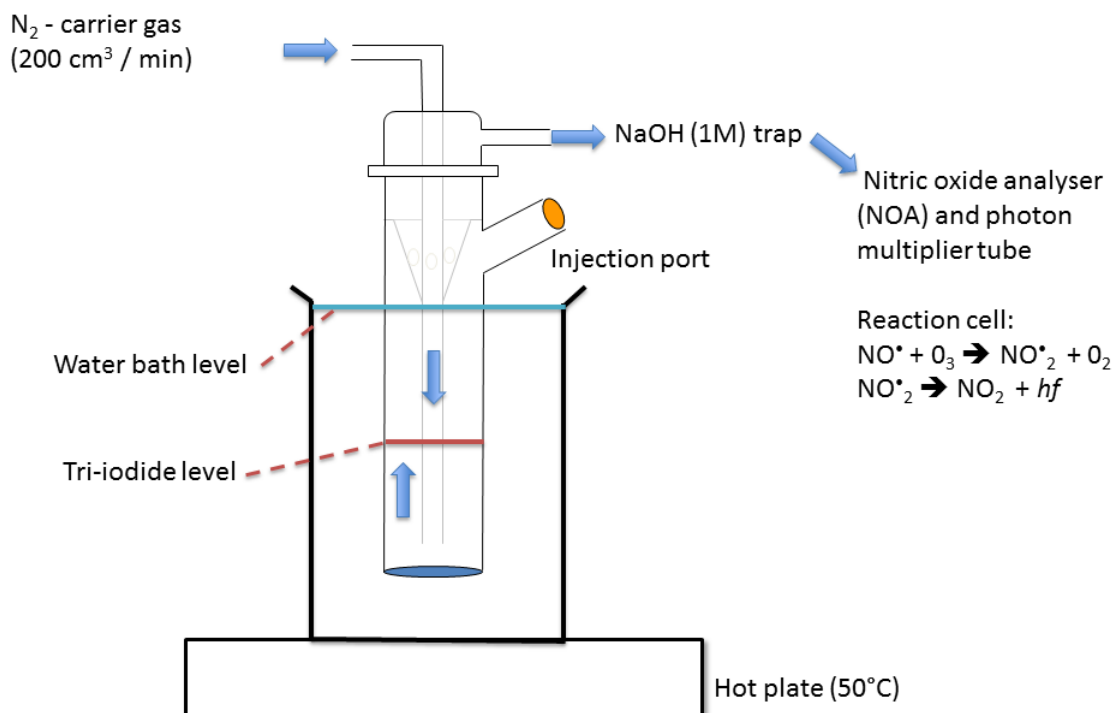 N₂ - carrier gas
(200 cm³ / min)
NaOH (1M) trap
Nitric oxide analyser
(NOA) and photon
multiplier tube
Injection port
Reaction cell:
NO• + 0₃ ➔ NO•₂ + 0₂
NO•₂ ➔ NO₂ + hf
Water bath level
Tri-iodide level
Hot plate (50°C)